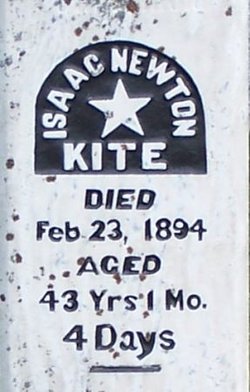 ISAAC NEWTON
KITE
DIED
Feb. 23, 1894
AGED
43 Yrs 1 Mo.
4 Days